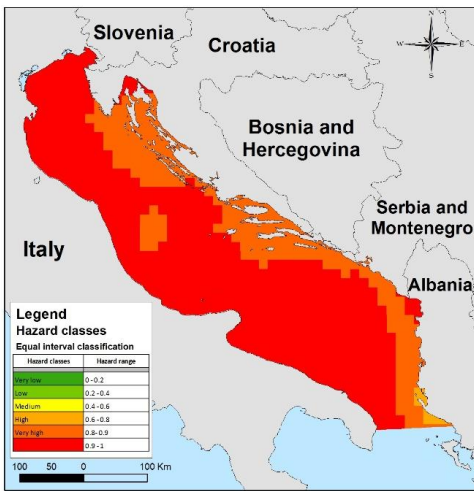 Slovenia
Croatia
N
W E
S
Bosnia and
Hercegovina
Serbia and
Montenegro
Italy
Albania
Legend
Hazard classes
Equal interval classification
Hazard classes Hazard range
Very low 0 - 0.2
Low 0.2 - 0.4
Medium 0.4 - 0.6
High 0.6 - 0.8
Very high 0.8 - 0.9
0.9 - 1
100 50 0 100 Km